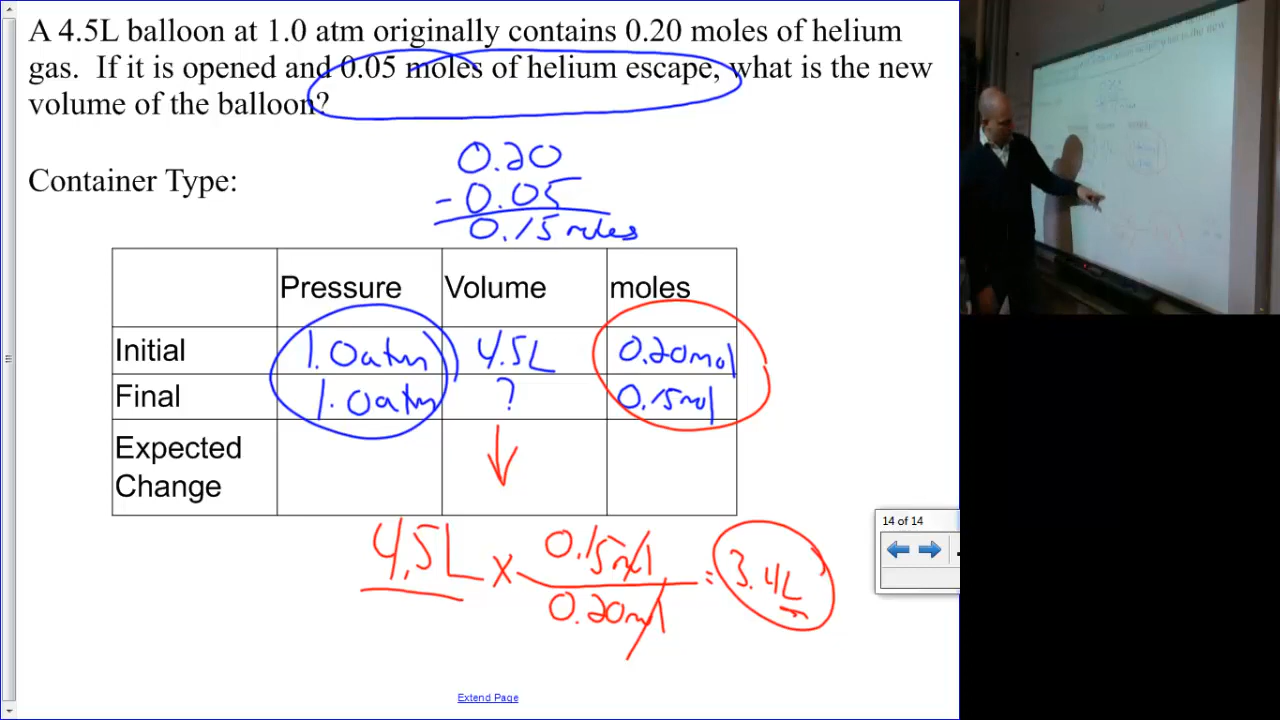 A 4.5L balloon at 1.0 atm originally contains 0.20 moles of helium
gas. If it is opened and 0.05 moles of helium escape, what is the new
volume of the balloon?
0.20
Container Type:
- 0.05
0.15 moles
Pressure Volume moles
Initial 1.0atm 4.5L 0.20mol
Final 1.0atm ? 0.15mol
Expected
Change
14 of 14
4.5L x 0.15mol = 3.4L
0.20mol
Extend Page